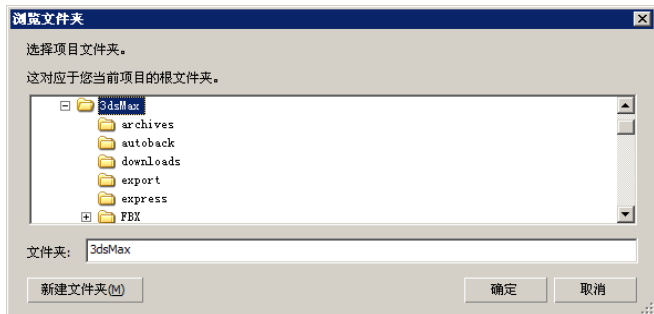 浏览文件夹
选择项目文件夹。
这对应于您当前项目的根文件夹。
3dsMax
archives
autoback
downloads
export
express
FBX
文件夹: 3dsMax
新建文件夹(M) 确定 取消